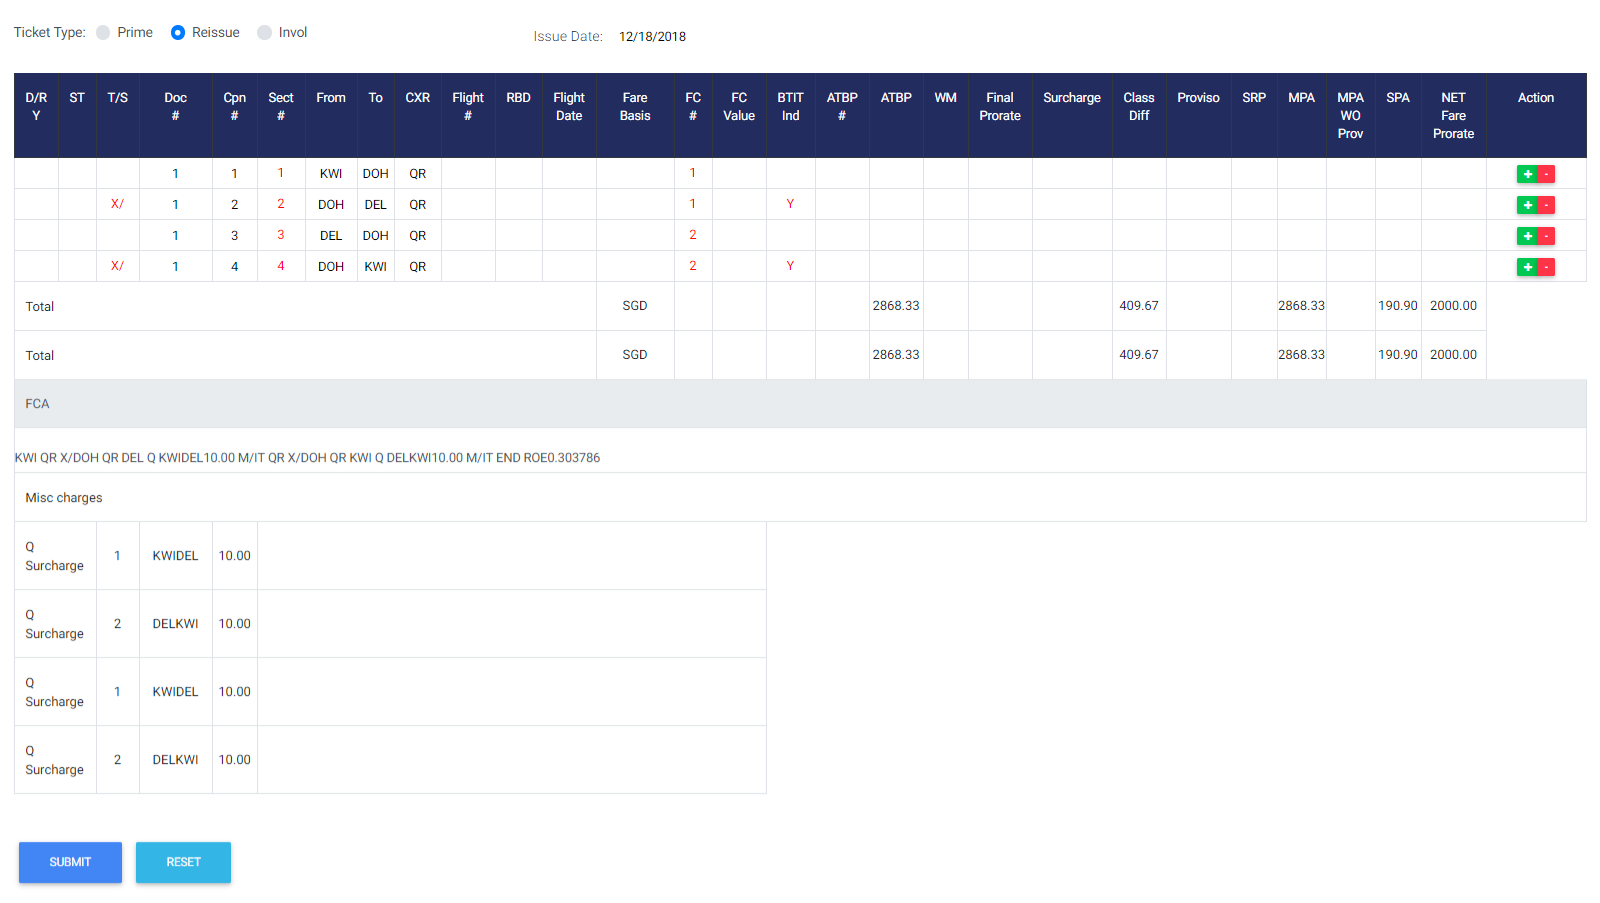 Ticket Type: Prime Reissue Invol
Issue Date: 12/18/2018
D/R Y ST T/S Doc # Cpn # Sect # From To CXR Flight # RBD Flight Date Fare Basis FC # FC Value BTIT Ind ATBP # ATBP WM Final Prorate Surcharge Class Diff Proviso SRP MPA MPA WO Prov SPA NET Fare Prorate Action
1 1 1 KWI DOH QR 1 + -
X/ 1 2 2 DOH DEL QR 1 Y + -
1 3 3 DEL DOH QR 2 + -
X/ 1 4 4 DOH KWI QR 2 Y + -
Total SGD 2868.33 409.67 2868.33 190.90 2000.00
Total SGD 2868.33 409.67 2868.33 190.90 2000.00
FCA
KWI QR X/DOH QR DEL Q KWIDEL10.00 M/IT QR X/DOH QR KWI Q DELKWI10.00 M/IT END ROE0.303786
Misc charges
Q Surcharge 1 KWIDEL 10.00
Q Surcharge 2 DELKWI 10.00
Q Surcharge 1 KWIDEL 10.00
Q Surcharge 2 DELKWI 10.00
SUBMIT RESET